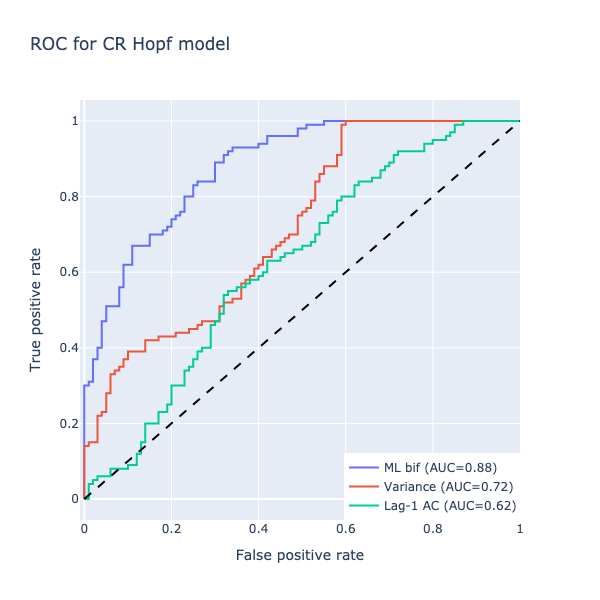 ROC for CR Hopf model
True positive rate
1
0.8
0.6
0.4
0.2
0
0 0.2 0.4 0.6 0.8 1
False positive rate
ML bif (AUC=0.88)
Variance (AUC=0.72)
Lag-1 AC (AUC=0.62)